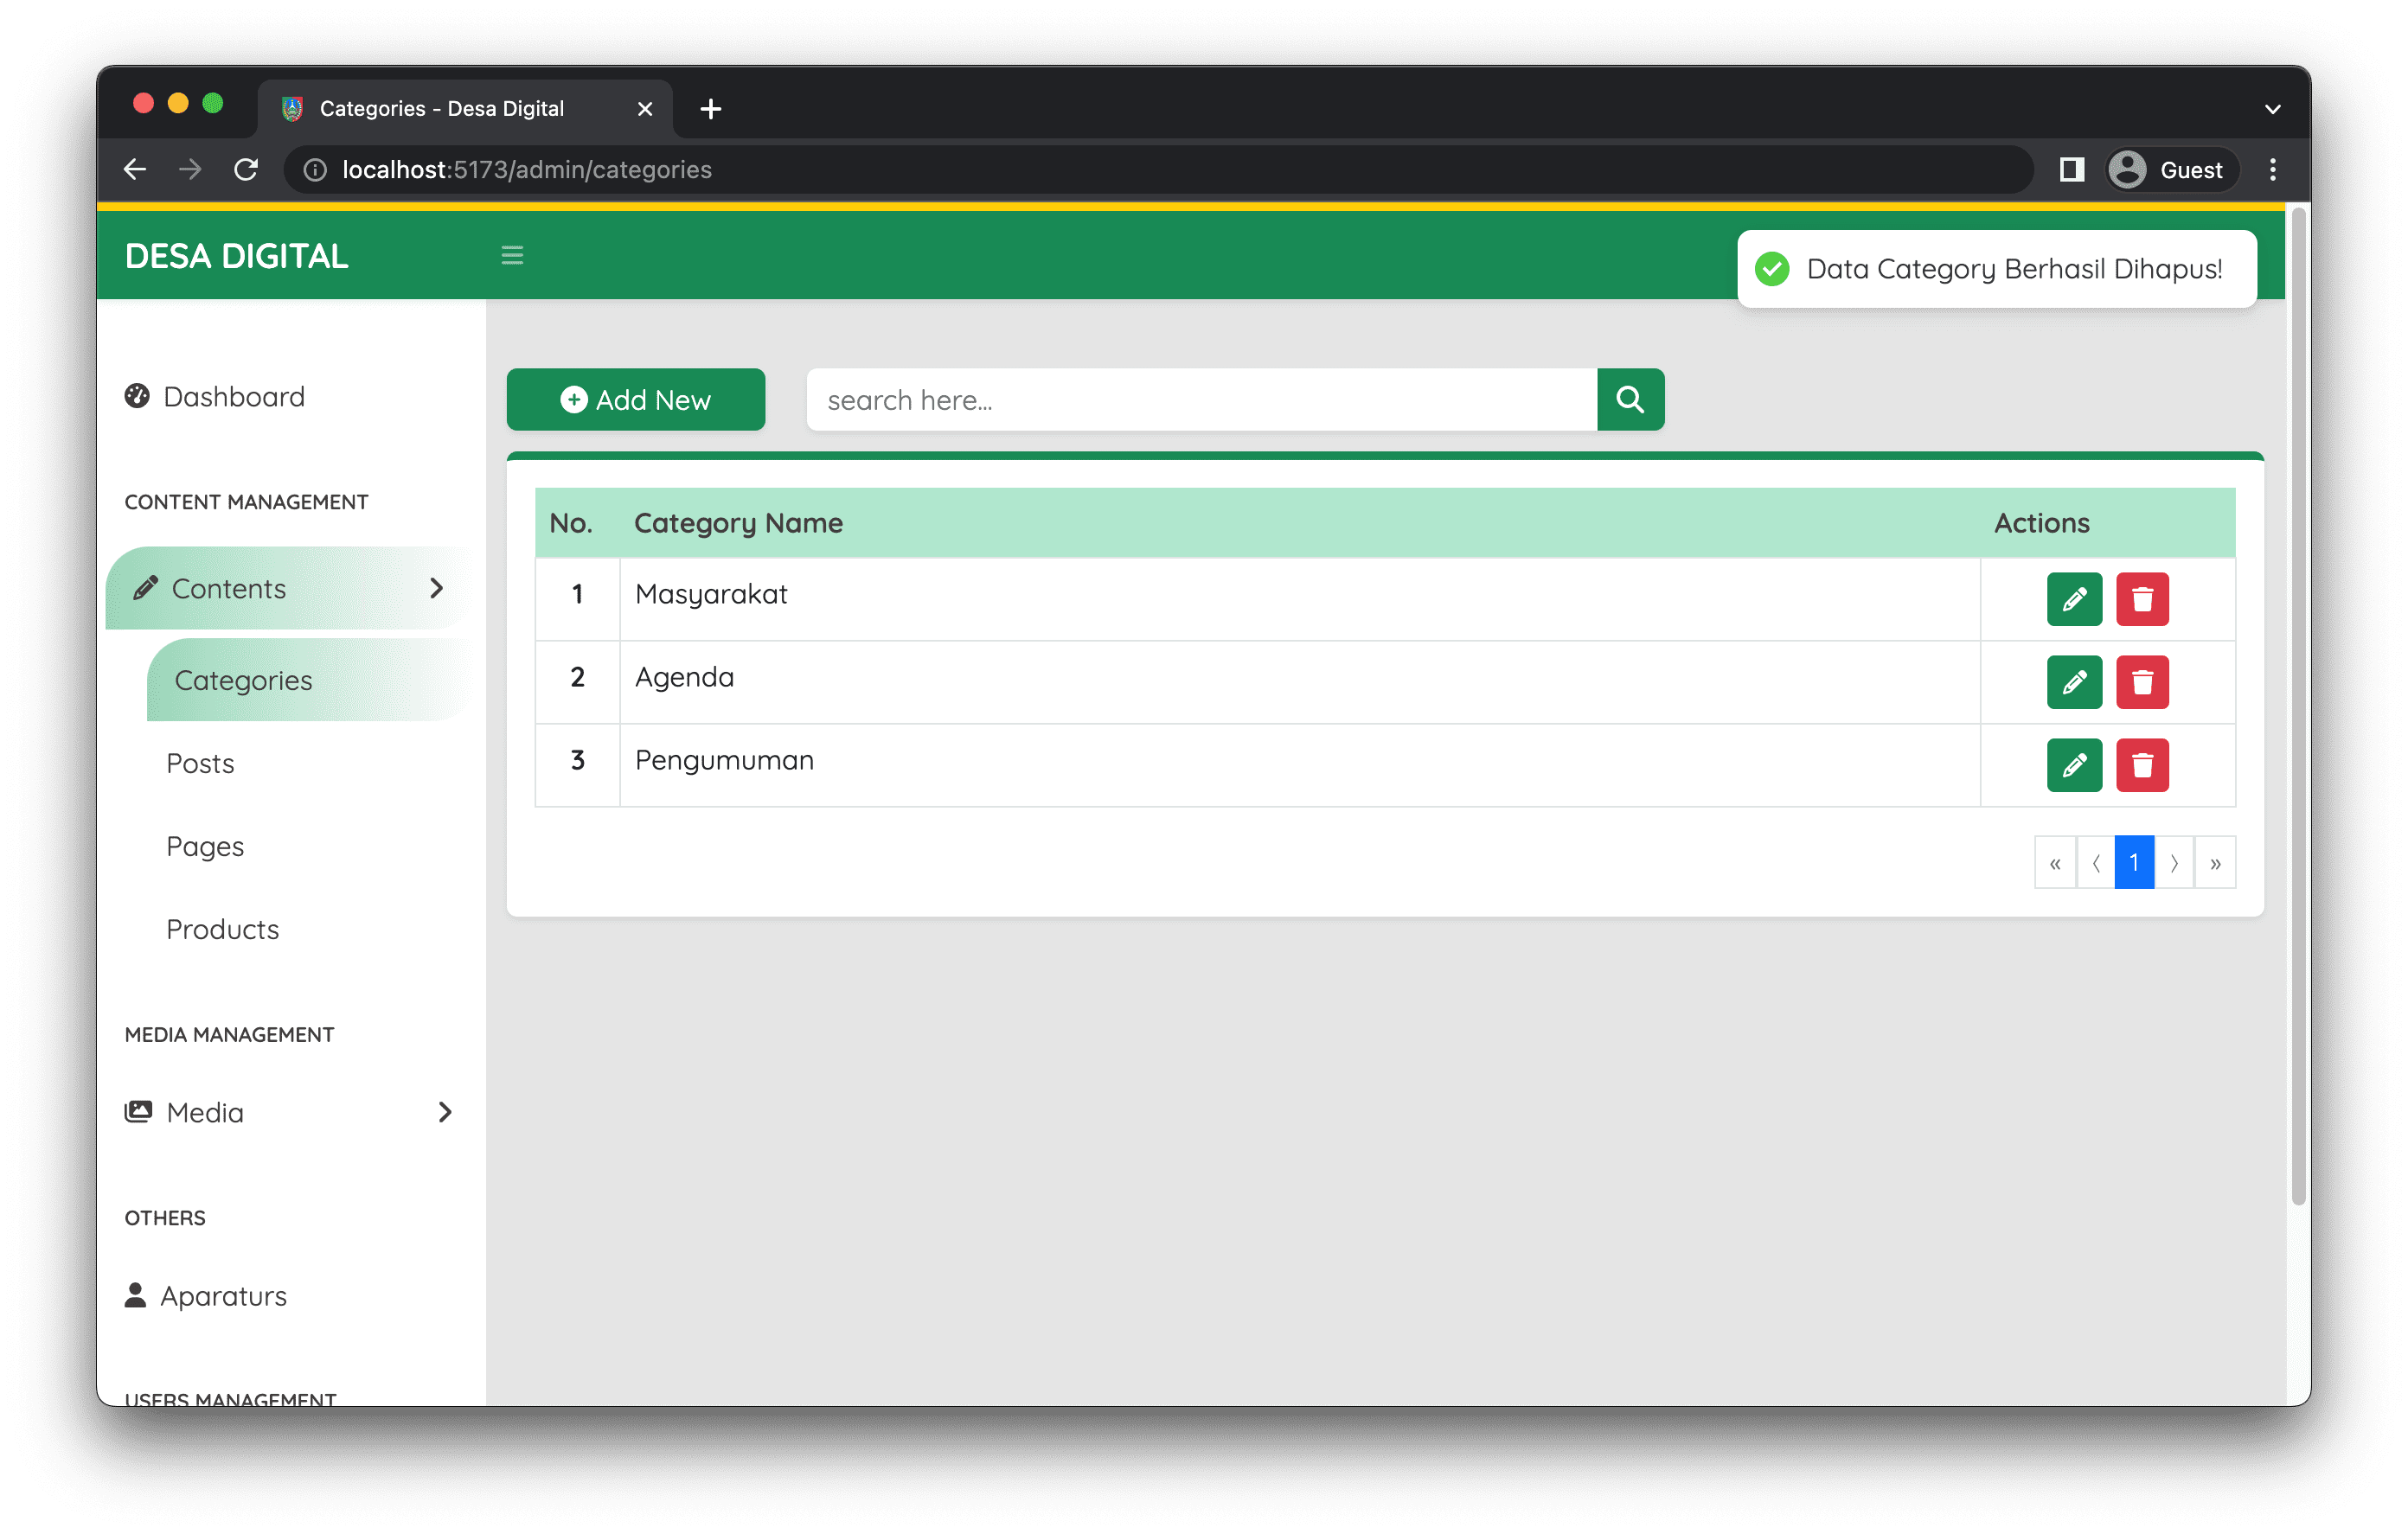 Categories - Desa Digital
localhost:5173/admin/categories
Guest
DESA DIGITAL
Data Category Berhasil Dihapus!
Dashboard
CONTENT MANAGEMENT
Contents
Categories
Posts
Pages
Products
MEDIA MANAGEMENT
Media
OTHERS
Aparaturs
USERS MANAGEMENT
Add New
search here...
No. Category Name Actions
1 Masyarakat
2 Agenda
3 Pengumuman
« ⟨ 1 ⟩ »